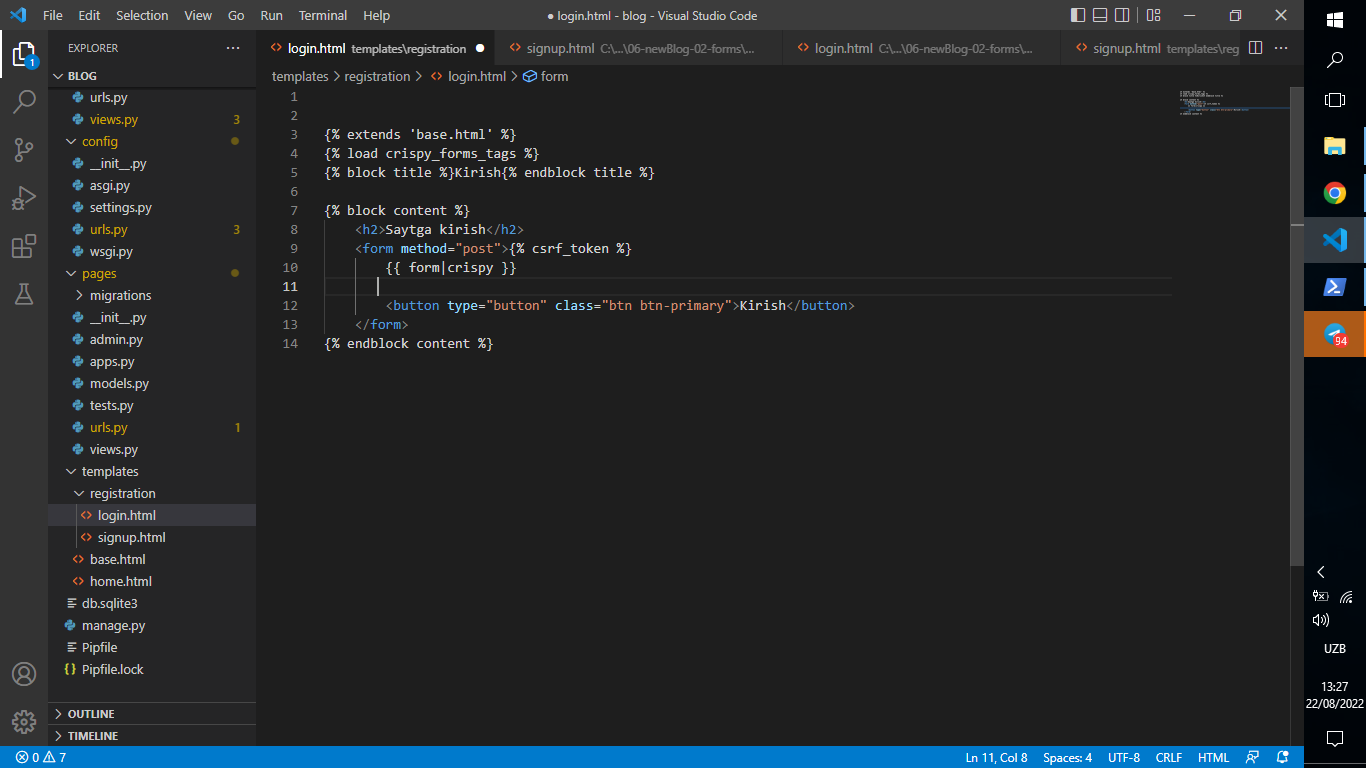 File Edit Selection View Go Run Terminal Help
● login.html - blog - Visual Studio Code
EXPLORER
1
BLOG
urls.py
views.py 3
config
__init__.py
asgi.py
settings.py
urls.py 3
wsgi.py
pages
migrations
__init__.py
admin.py
apps.py
models.py
tests.py
urls.py 1
views.py
templates
registration
login.html
signup.html
base.html
home.html
db.sqlite3
manage.py
Pipfile
Pipfile.lock
OUTLINE
TIMELINE
login.html templates\registration ●
signup.html C:\...\06-newBlog-02-forms\...
login.html C:\...\06-newBlog-02-forms\...
signup.html templates\reg
templates > registration > login.html > form
1
2
3 {% extends 'base.html' %}
4 {% load crispy_forms_tags %}
5 {% block title %}Kirish{% endblock title %}
6
7 {% block content %}
8 <h2>Saytga kirish</h2>
9 <form method="post">{% csrf_token %}
10 {{ form|crispy }}
11
12 <button type="button" class="btn btn-primary">Kirish</button>
13 </form>
14 {% endblock content %}
0 7
Ln 11, Col 8 Spaces: 4 UTF-8 CRLF HTML
94
UZB
13:27
22/08/2022